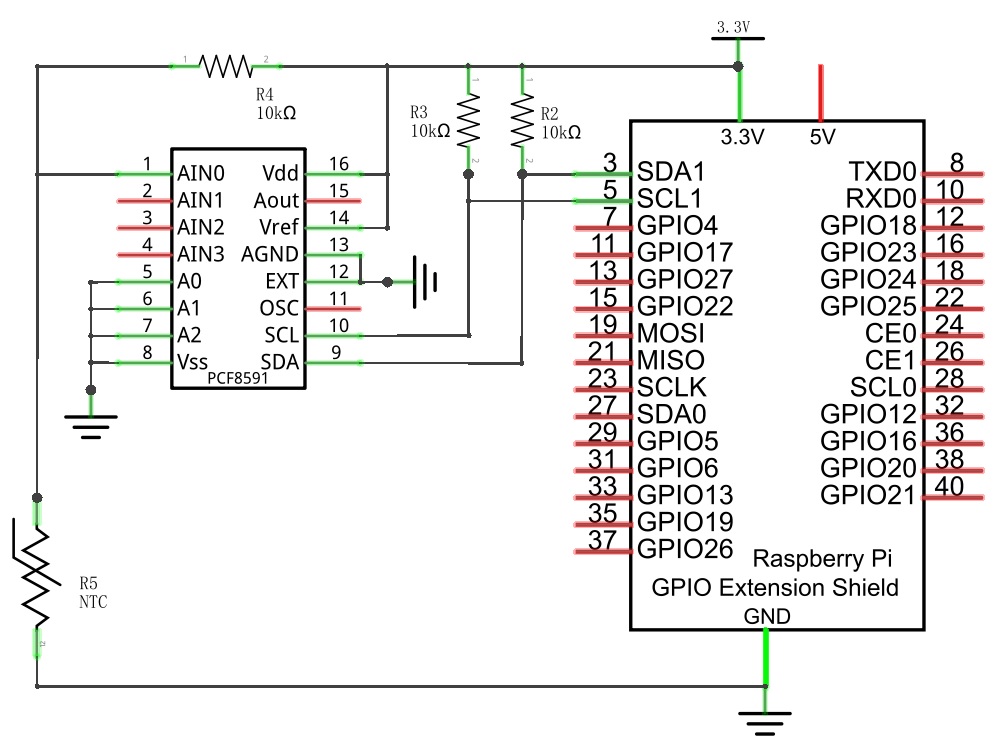 3.3V
1 2
R4
10kΩ
1
2
R3
10kΩ
1
2
R2
10kΩ
3.3V 5V
1 AIN0 Vdd 16
2 AIN1 Aout 15
3 AIN2 Vref 14
4 AIN3 AGND 13
5 A0 EXT 12
6 A1 OSC 11
7 A2 SCL 10
8 Vss SDA 9
PCF8591
3 SDA1 TXD0 8
5 SCL1 RXD0 10
7 GPIO4 GPIO18 12
11 GPIO17 GPIO23 16
13 GPIO27 GPIO24 18
15 GPIO22 GPIO25 22
19 MOSI CE0 24
21 MISO CE1 26
23 SCLK SCL0 28
27 SDA0 GPIO12 32
29 GPIO5 GPIO16 36
31 GPIO6 GPIO20 38
33 GPIO13 GPIO21 40
35 GPIO19
37 GPIO26
Raspberry Pi
GPIO Extension Shield
GND
R5
NTC